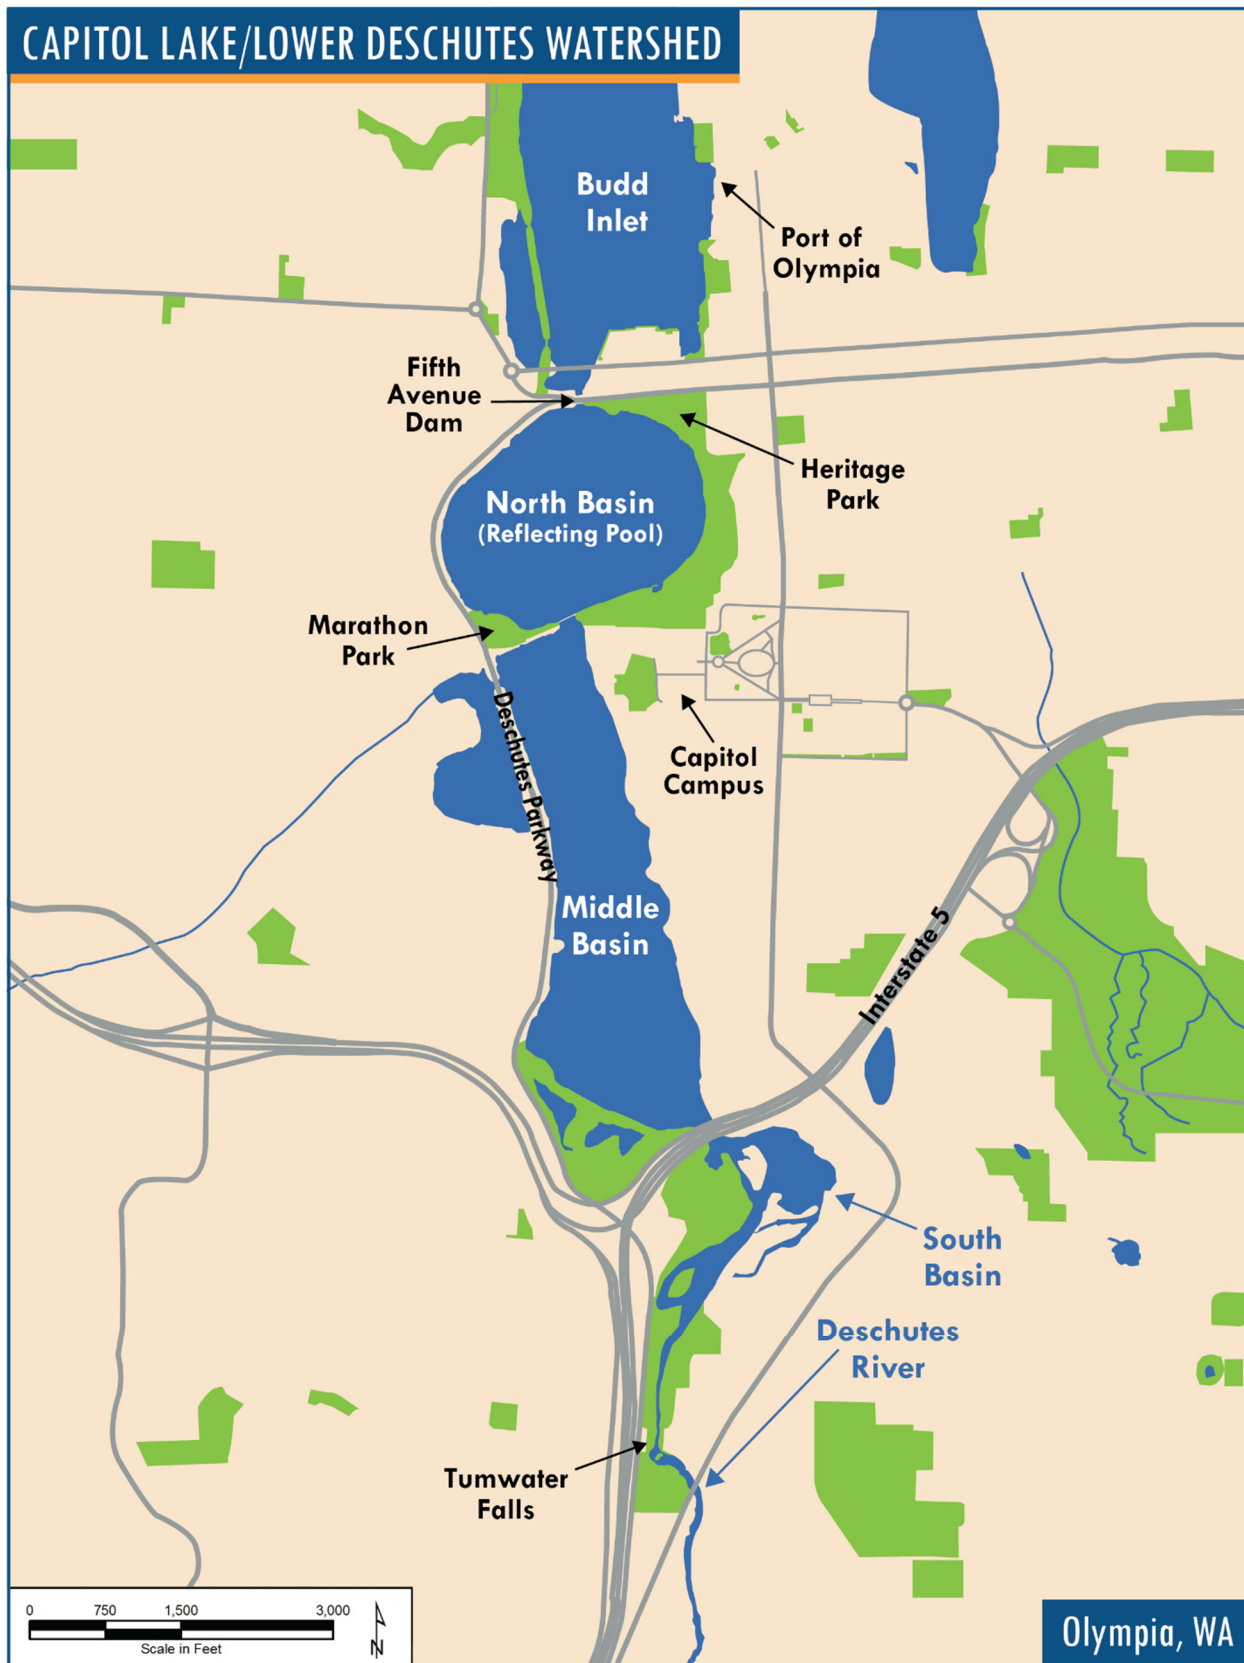 CAPITOL LAKE/LOWER DESCHUTES WATERSHED
Budd
Inlet
Port of
Olympia
Fifth
Avenue
Dam
Heritage
Park
North Basin
(Reflecting Pool)
Marathon
Park
Deschutes Parkway
Capitol
Campus
Middle
Basin
Interstate 5
South
Basin
Deschutes
River
Tumwater
Falls
0 750 1,500 3,000
Scale in Feet
N
Olympia, WA